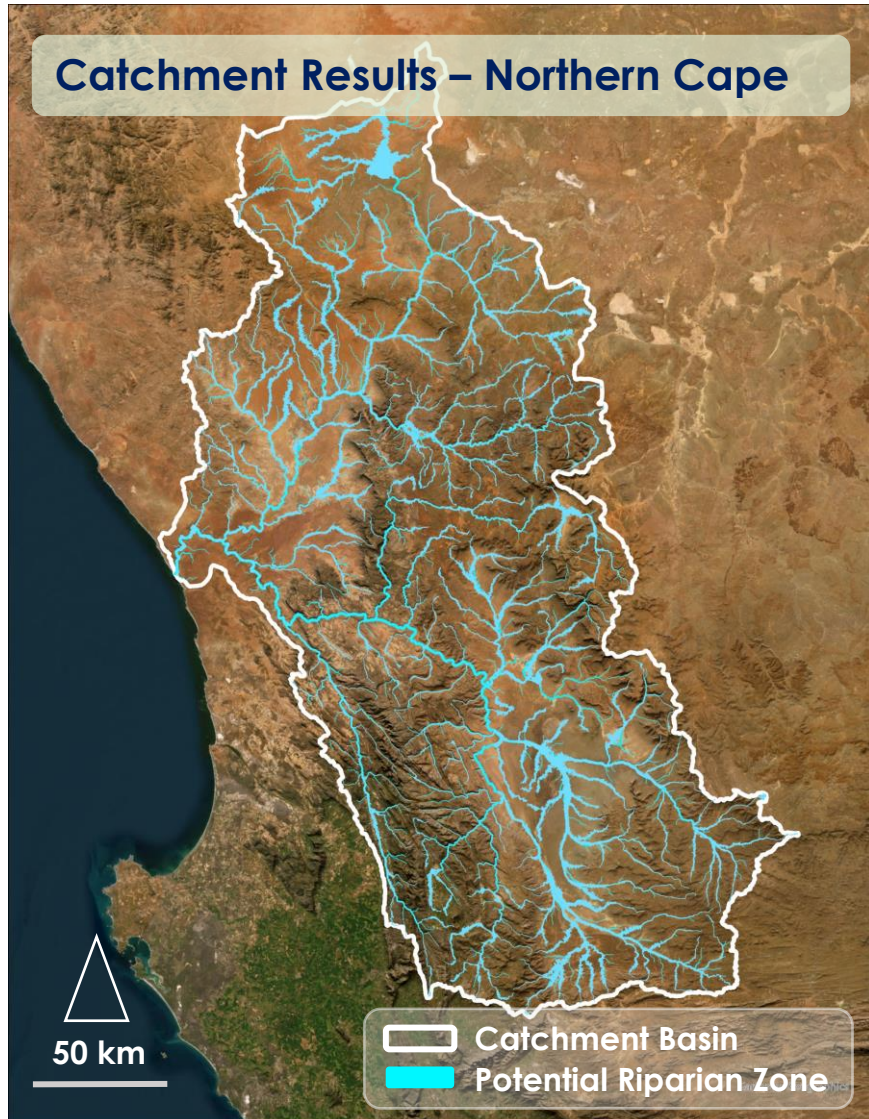 Catchment Results – Northern Cape
50 km
Catchment Basin
Potential Riparian Zone